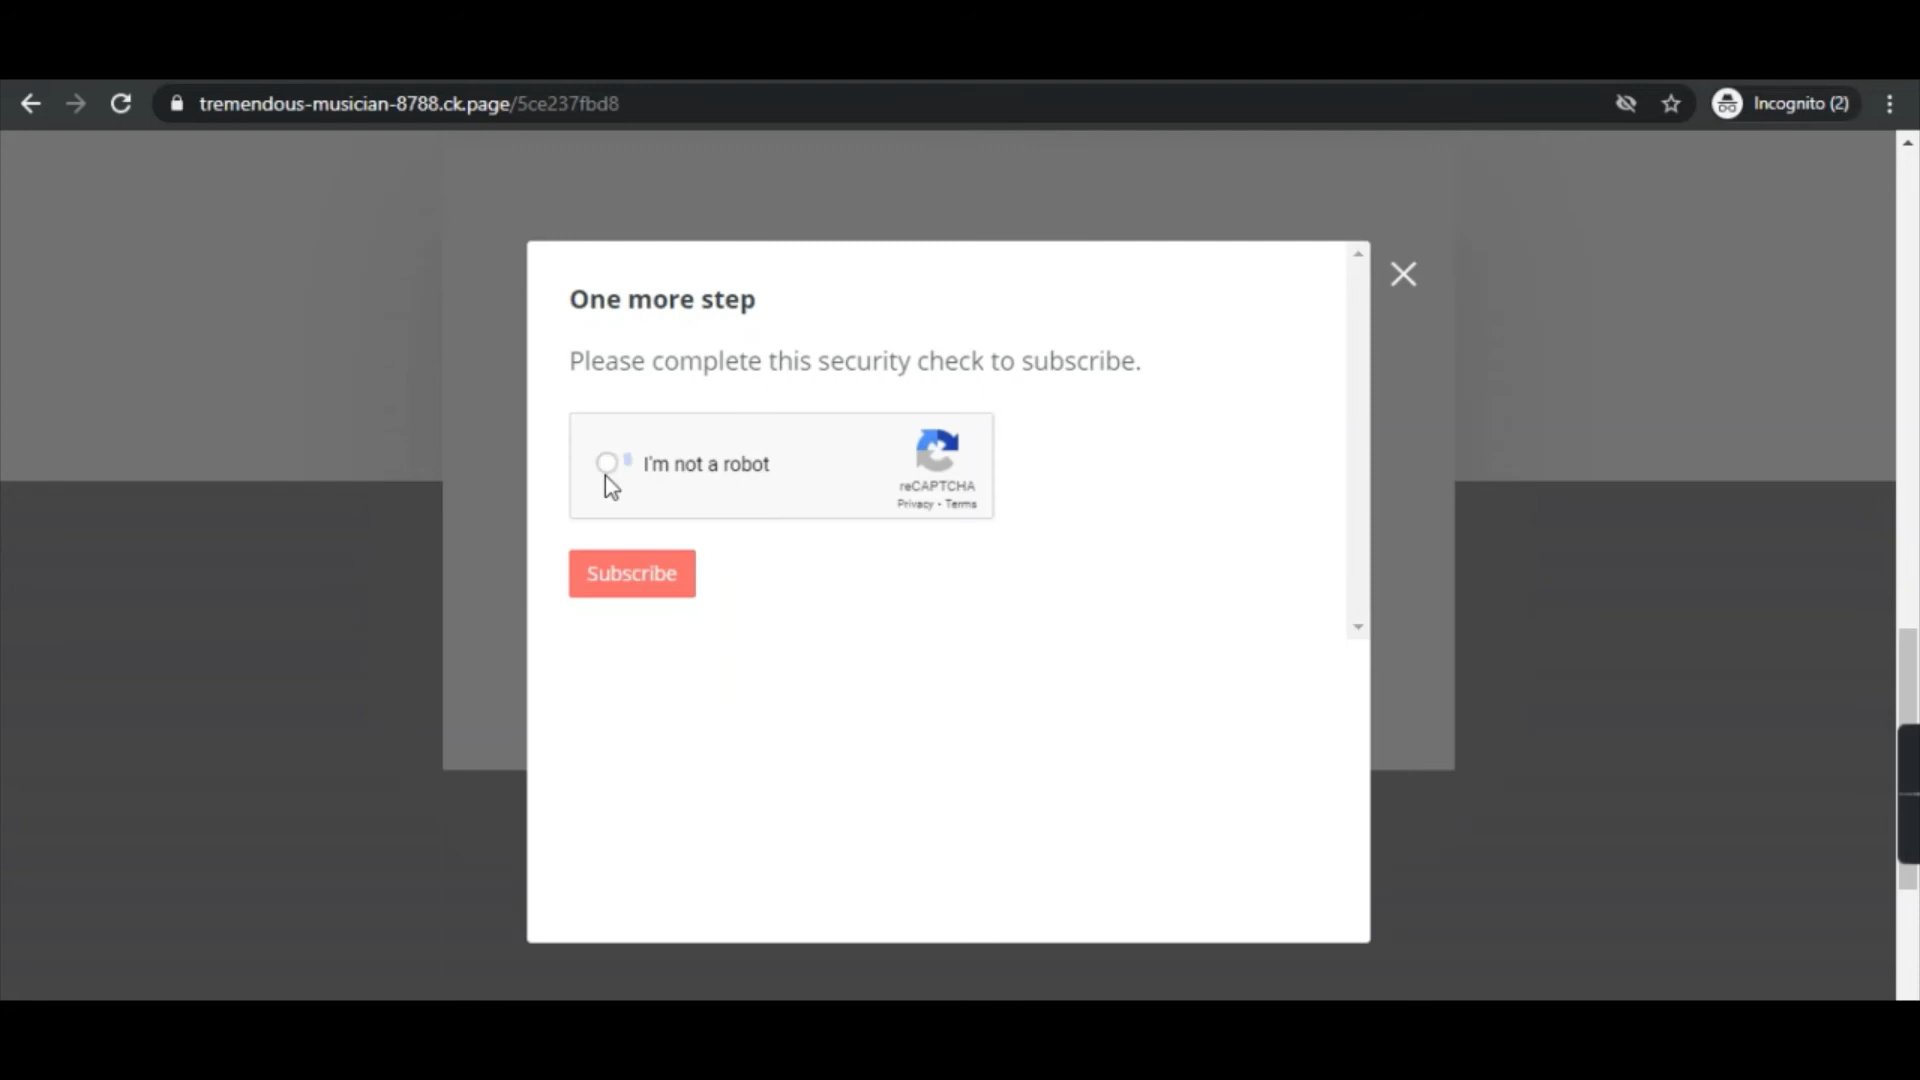 tremendous-musician-8788.ck.page/5ce237fbd8
Incognito (2)
One more step
Please complete this security check to subscribe.
I'm not a robot
reCAPTCHA
Privacy - Terms
Subscribe